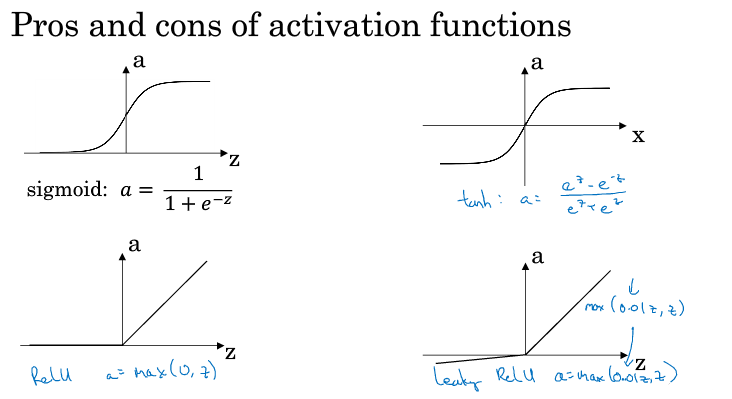 Pros and cons of activation functions
a
z
sigmoid: a = 1 / (1 + e^{-z})
a
x
tanh: a = (e^z - e^{-z}) / (e^z + e^{-z})
a
z
ReLU a = max(0, z)
a
max(0.01z, z)
z
Leaky ReLU a = max(0.01z, z)